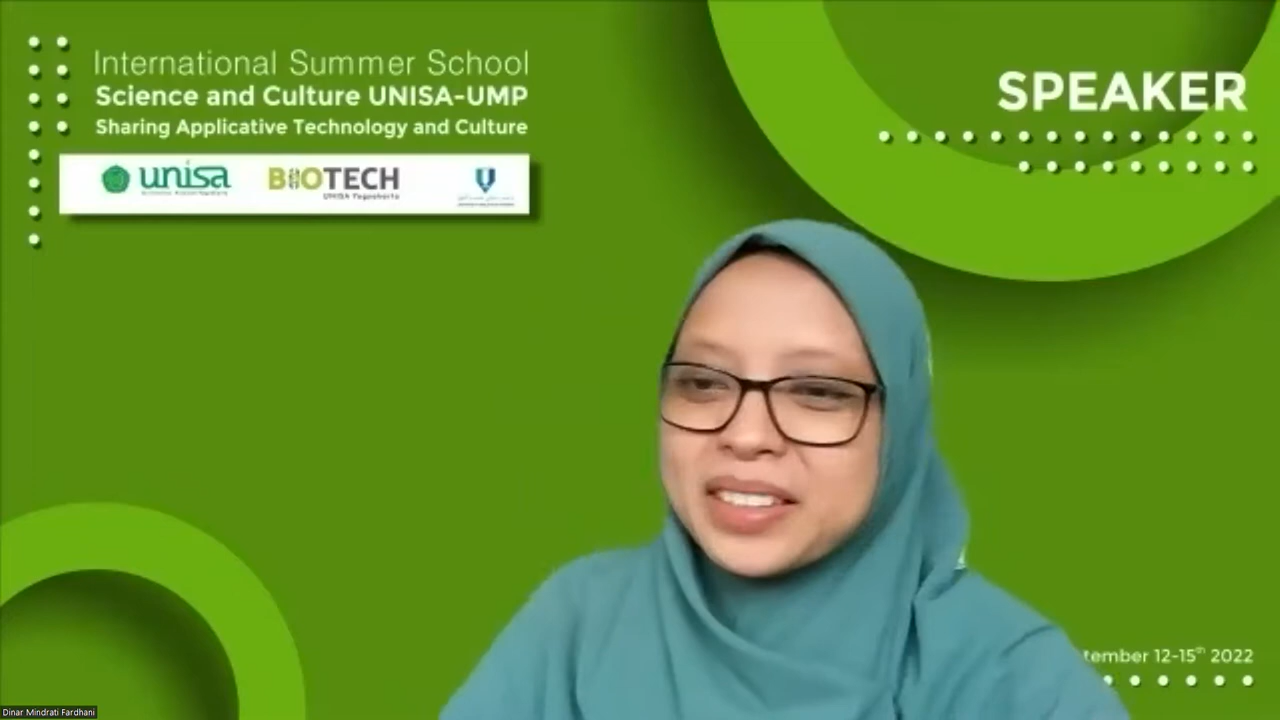 International Summer School
Science and Culture UNISA-UMP
Sharing Applicative Technology and Culture
unisa
BIOTECH
UNISA Yogyakarta
SPEAKER
tember 12-15th 2022
Dinar Mindrati Fardhani